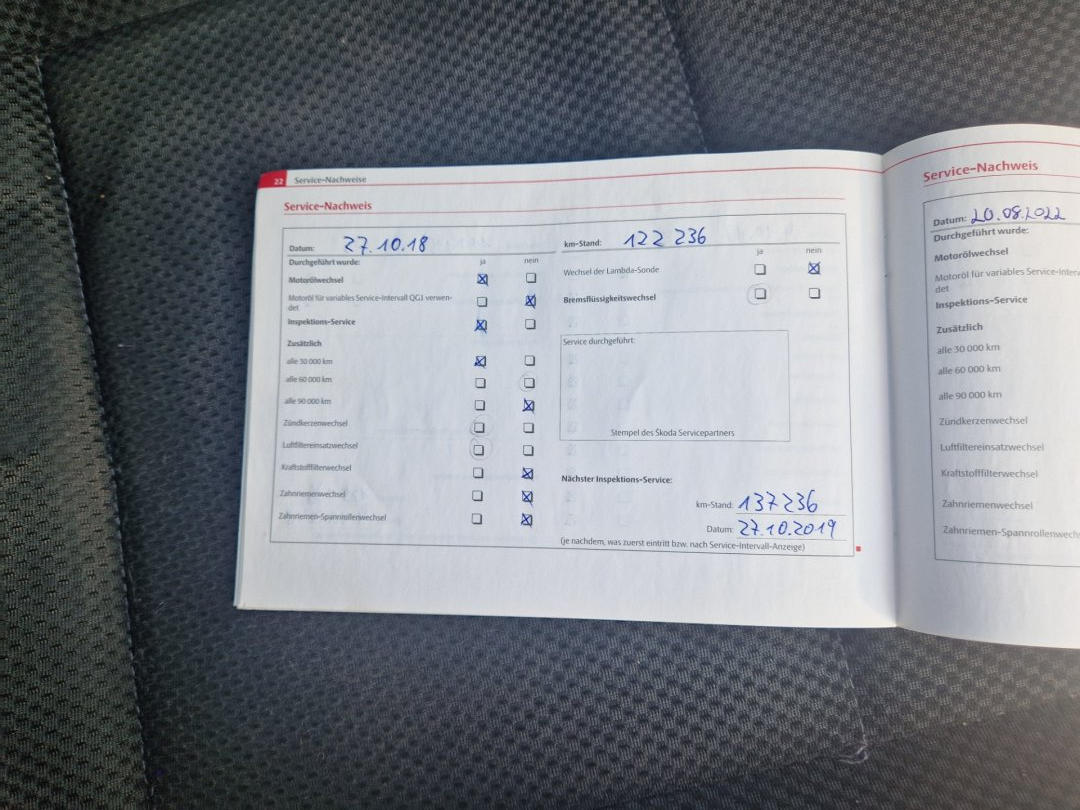 22 Service-Nachweise
Service-Nachweis
Datum: 27.10.18
Durchgeführt wurde: ja nein
Motorölwechsel
Motoröl für variables Service-Intervall QG1 verwen-
det
Inspektions-Service
Zusätzlich
alle 30 000 km
alle 60 000 km
alle 90 000 km
Zündkerzenwechsel
Luftfiltereinsatzwechsel
Kraftstofffilterwechsel
Zahnriemenwechsel
Zahnriemen-Spannrollenwechsel
km-Stand: 122 236
ja nein
Wechsel der Lambda-Sonde
Bremsflüssigkeitswechsel
Service durchgeführt:
Stempel des Škoda Servicepartners
Nächster Inspektions-Service:
km-Stand: 137236
Datum: 27.10.2019
(je nachdem, was zuerst eintritt bzw. nach Service-Intervall-Anzeige)
Service-Nachweis
Datum: 20.08.2022
Durchgeführt wurde:
Motorölwechsel
Motoröl für variables Service-Interv
det
Inspektions-Service
Zusätzlich
alle 30 000 km
alle 60 000 km
alle 90 000 km
Zündkerzenwechsel
Luftfiltereinsatzwechsel
Kraftstofffilterwechsel
Zahnriemenwechsel
Zahnriemen-Spannrollenwechs